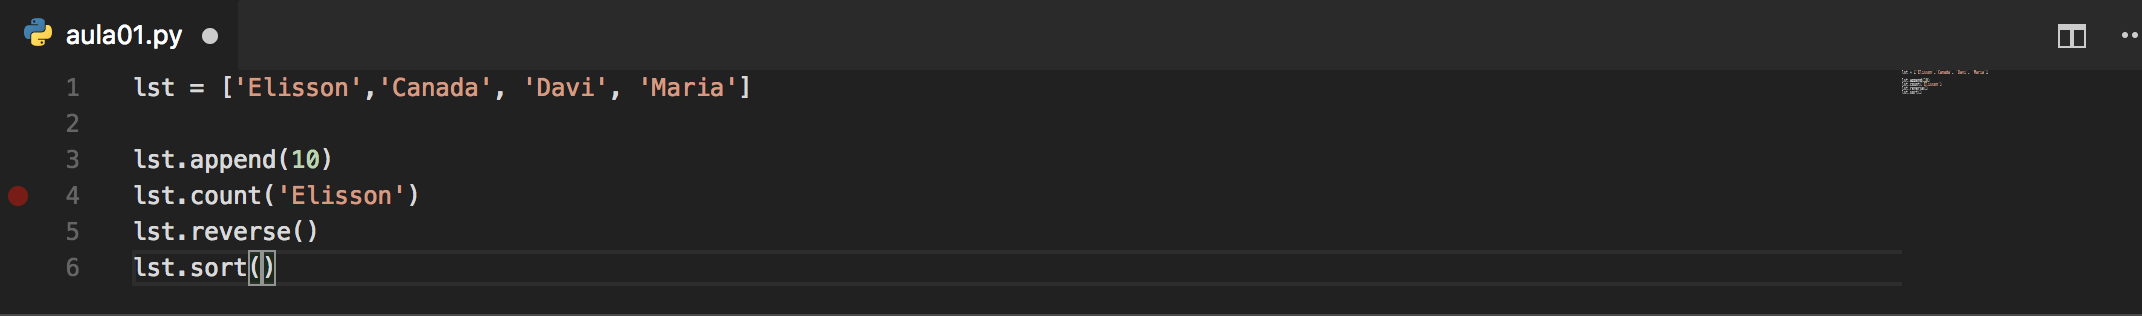 aula01.py
1 lst = ['Elisson','Canada', 'Davi', 'Maria']
2
3 lst.append(10)
4 lst.count('Elisson')
5 lst.reverse()
6 lst.sort()